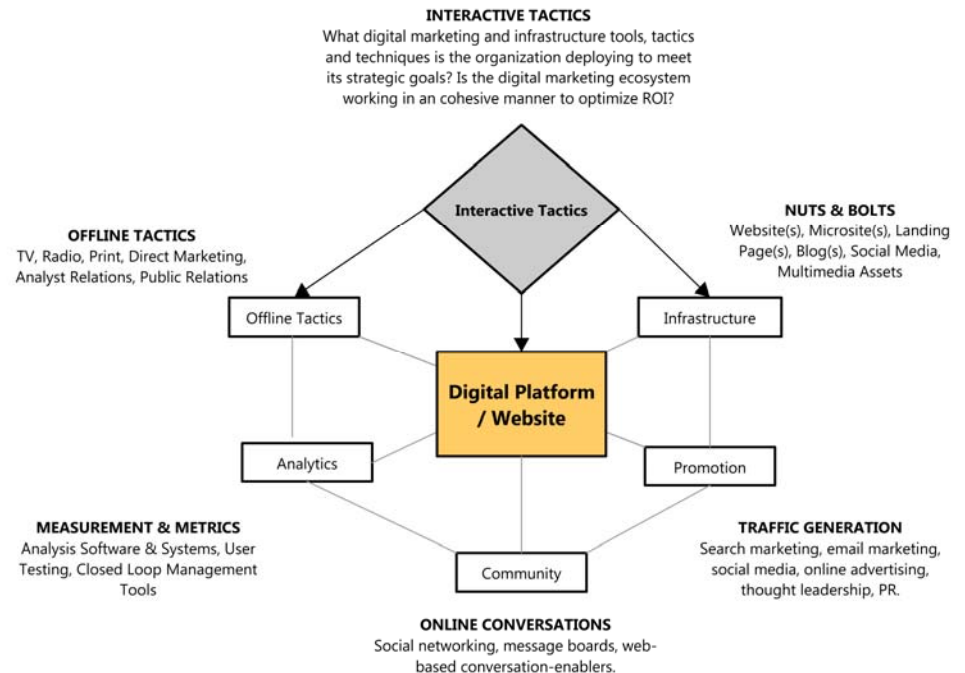 INTERACTIVE TACTICS
What digital marketing and infrastructure tools, tactics
and techniques is the organization deploying to meet
its strategic goals? Is the digital marketing ecosystem
working in an cohesive manner to optimize ROI?
Interactive Tactics
OFFLINE TACTICS
TV, Radio, Print, Direct Marketing,
Analyst Relations, Public Relations
NUTS & BOLTS
Website(s), Microsite(s), Landing
Page(s), Blog(s), Social Media,
Multimedia Assets
Offline Tactics
Infrastructure
Digital Platform
/ Website
Analytics
Promotion
MEASUREMENT & METRICS
Analysis Software & Systems, User
Testing, Closed Loop Management
Tools
TRAFFIC GENERATION
Search marketing, email marketing,
social media, online advertising,
thought leadership, PR.
Community
ONLINE CONVERSATIONS
Social networking, message boards, web-
based conversation-enablers.